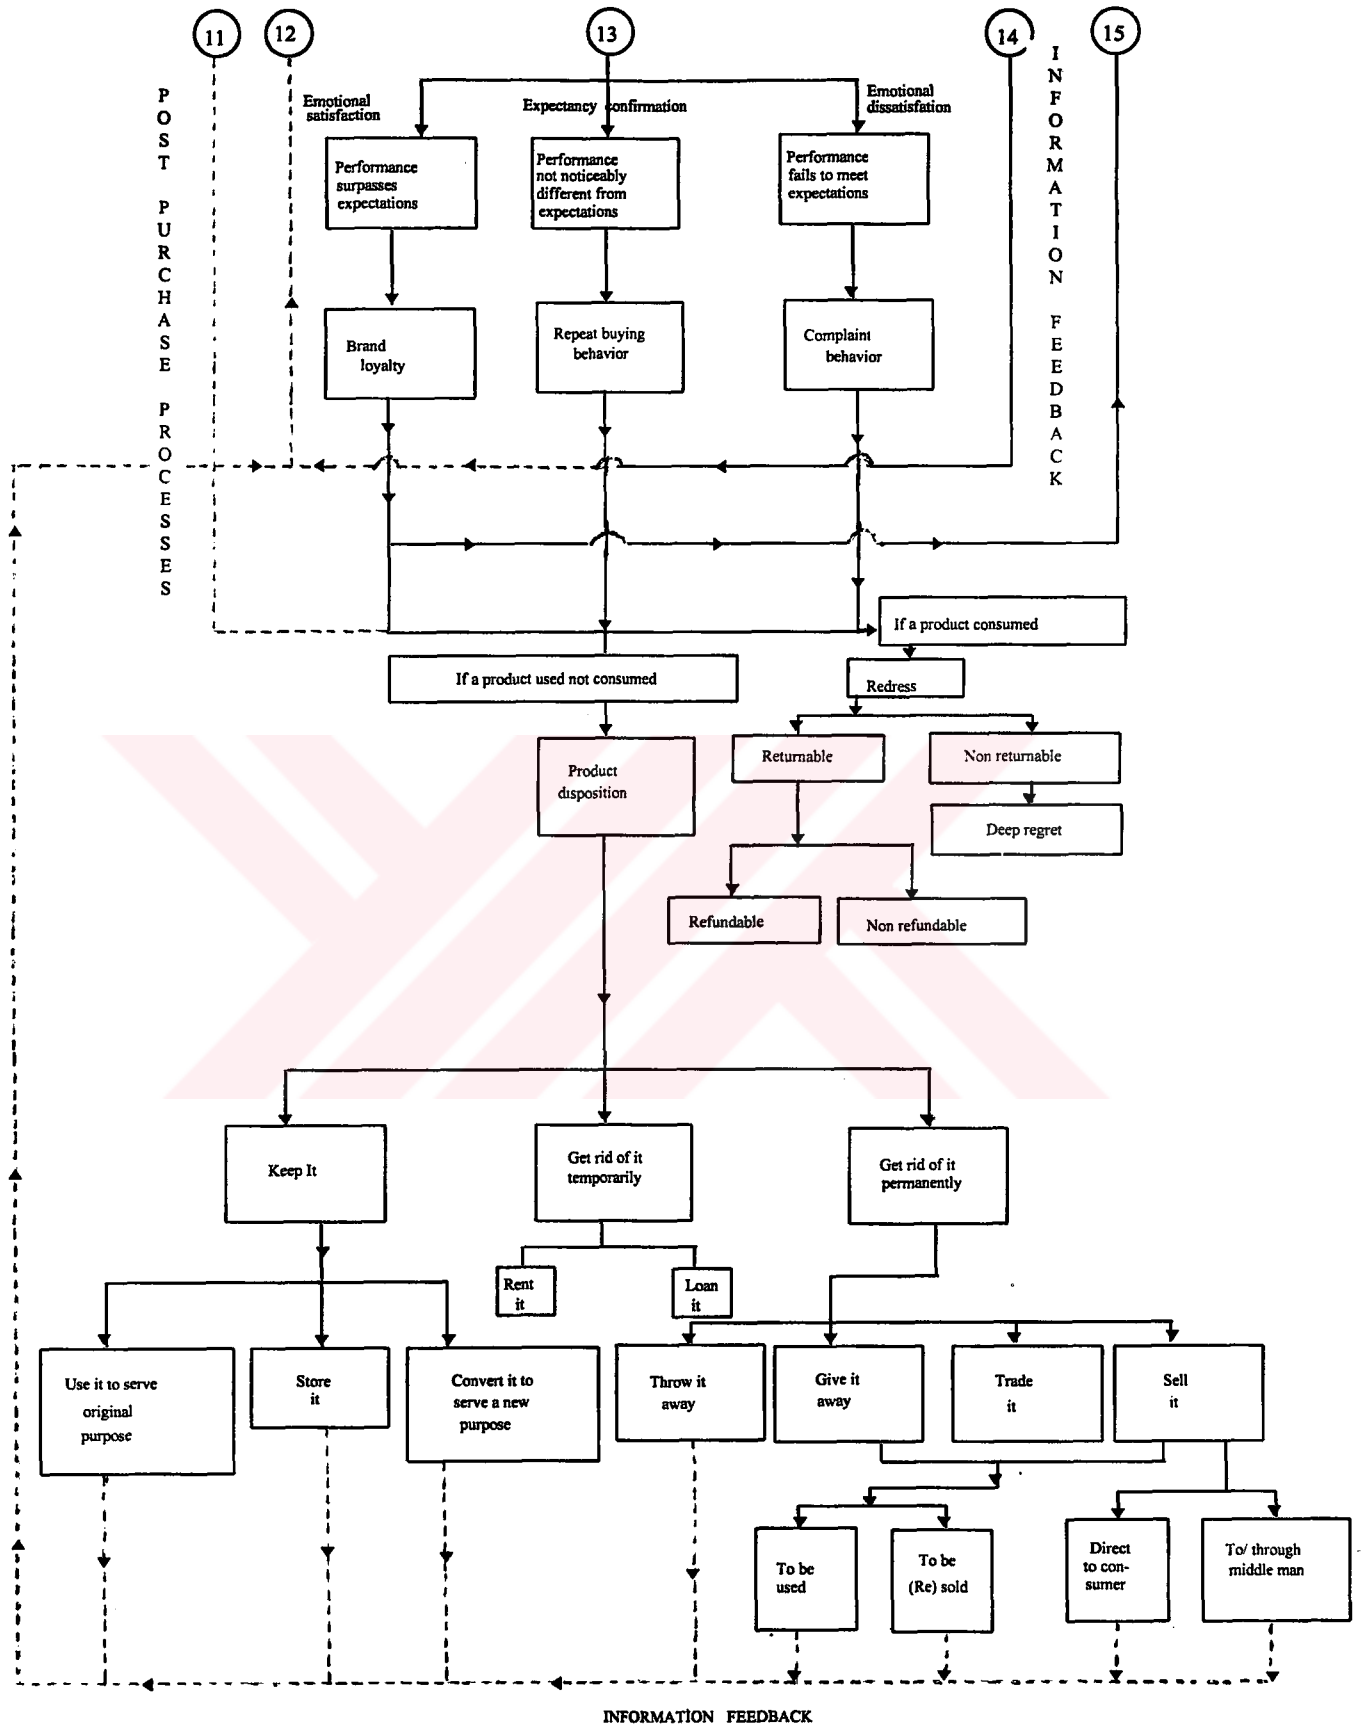 11
12
13
14
15
POST PURCHASE PROCESSES
INFORMATION FEEDBACK
Emotional
satisfaction
Expectancy confirmation
Emotional
dissatisfation
Performance
surpasses
expectations
Performance
not noticeably
different from
expectations
Performance
fails to meet
expectations
Brand
loyalty
Repeat buying
behavior
Complaint
behavior
If a product consumed
If a product used not consumed
Redress
Returnable
Non returnable
Product
disposition
Deep regret
Refundable
Non refundable
Keep It
Get rid of it
temporarily
Get rid of it
permanently
Rent
it
Loan
it
Use it to serve
original
purpose
Store
it
Convert it to
serve a new
purpose
Throw it
away
Give it
away
Trade
it
Sell
it
To be
used
To be
(Re) sold
Direct
to con-
sumer
To/ through
middle man
INFORMATİON FEEDBACK